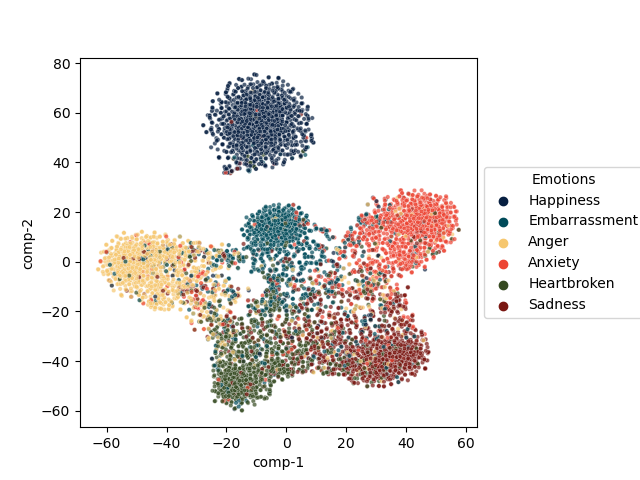 80
60
40
20
0
−20
−40
−60
comp-2
−60 −40 −20 0 20 40 60
comp-1
Emotions
Happiness
Embarrassment
Anger
Anxiety
Heartbroken
Sadness